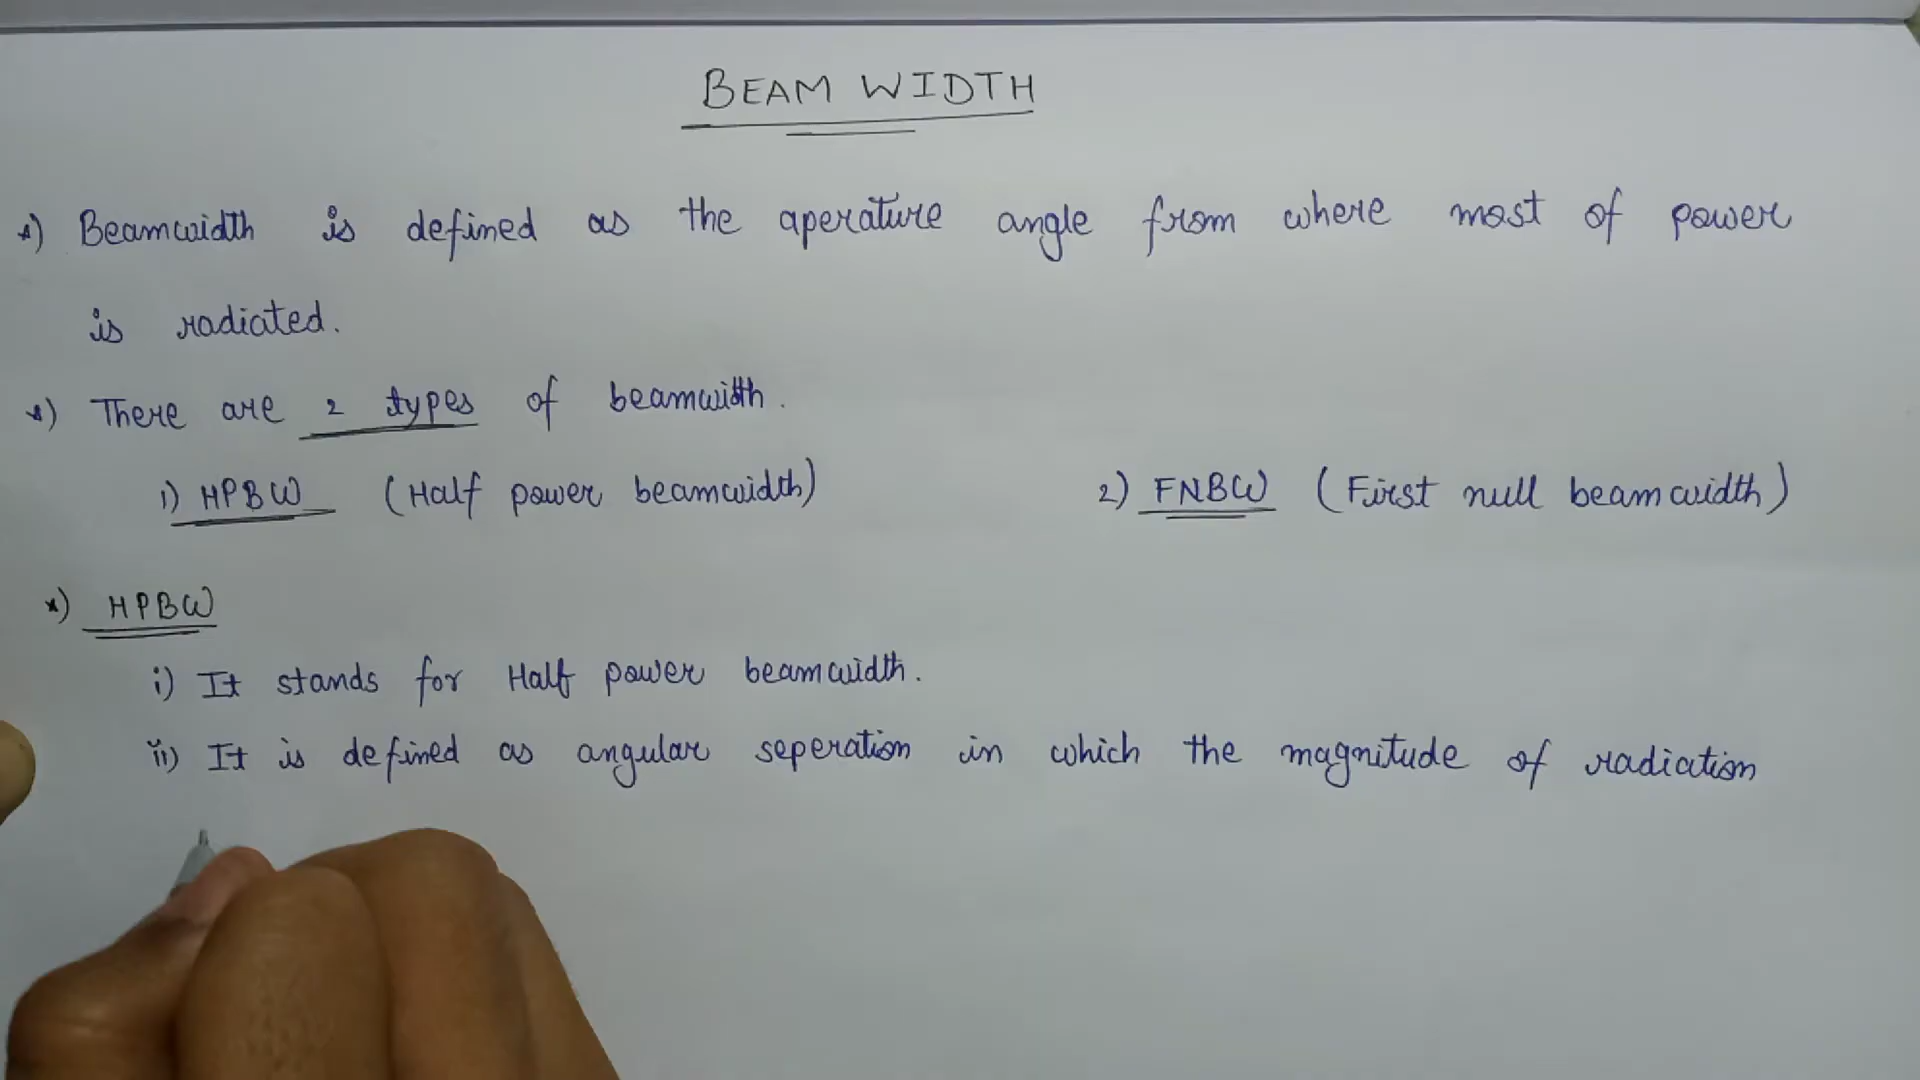 BEAM WIDTH
*) Beamwidth is defined as the aperature angle from where most of power
is radiated.
*) There are 2 types of beamwidth.
1) HPBW (Half power beamwidth) 2) FNBW (First null beamwidth)
*) HPBW
i) It stands for Half power beamwidth.
ii) It is defined as angular seperation in which the magnitude of radiation